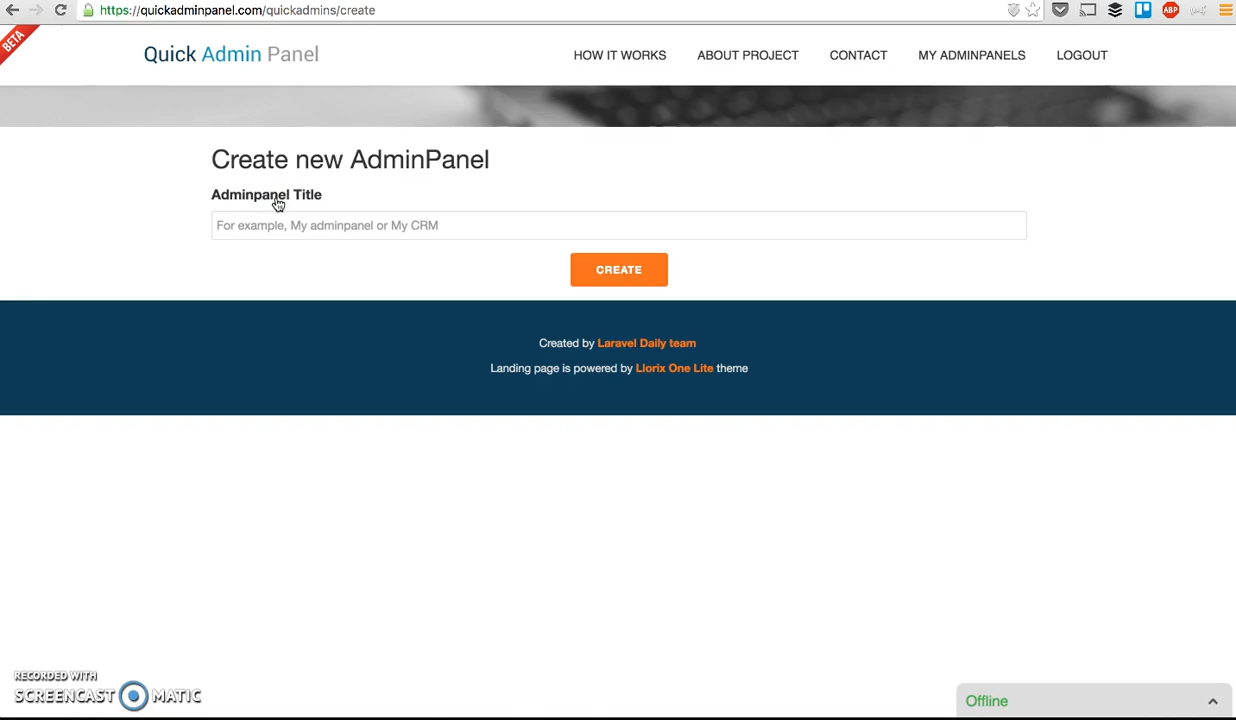 https://quickadminpanel.com/quickadmins/create
ABP
BETA
Quick Admin Panel
HOW IT WORKS
ABOUT PROJECT
CONTACT
MY ADMINPANELS
LOGOUT
Create new AdminPanel
Adminpanel Title
For example, My adminpanel or My CRM
CREATE
Created by Laravel Daily team
Landing page is powered by Llorix One Lite theme
RECORDED WITH
SCREENCAST MATIC
Offline